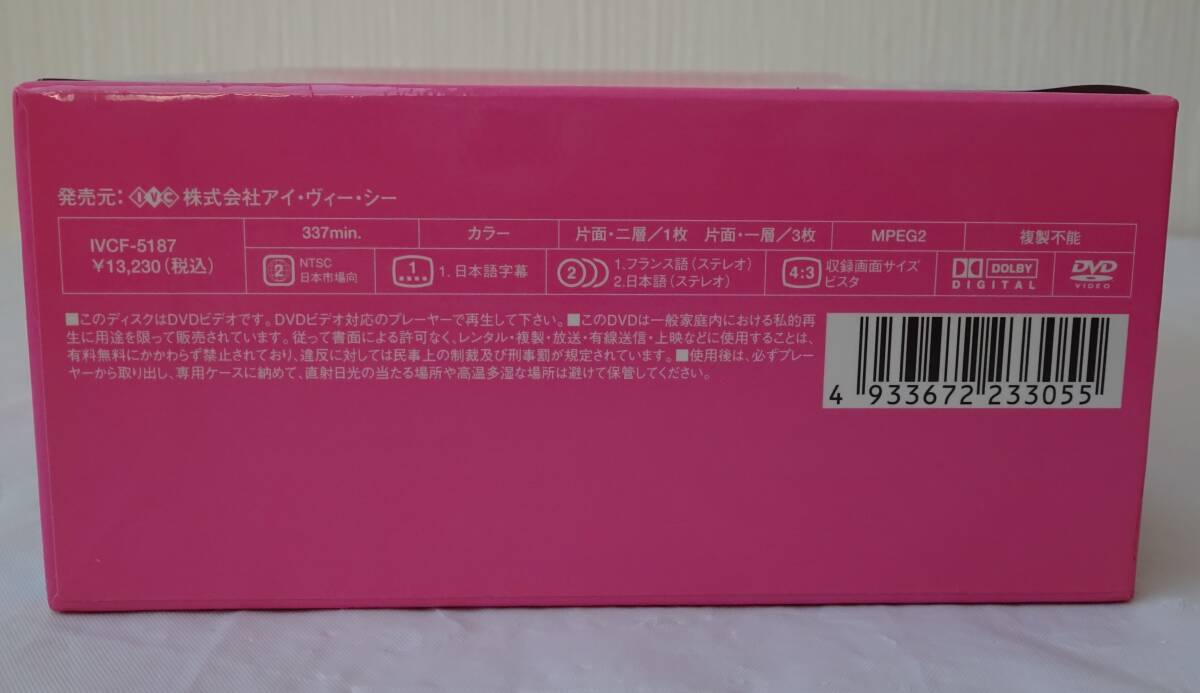 発売元: IVC 株式会社アイ・ヴィー・シー
IVCF-5187
¥13,230(税込)
337min.
カラー
片面・二層/1枚 片面・一層/3枚
MPEG2
複製不能
2 NTSC
日本市場向
1 1. 日本語字幕
2 1.フランス語(ステレオ)
2.日本語(ステレオ)
4:3 収録画面サイズ
ビスタ
DOLBY
DIGITAL
DVD
VIDEO
■このディスクはDVDビデオです。DVDビデオ対応のプレーヤーで再生して下さい。■このDVDは一般家庭内における私的再
生に用途を限って販売されています。従って書面による許可なく、レンタル・複製・放送・有線送信・上映などに使用することは、
有料無料にかかわらず禁止されており、違反に対しては民事上の制裁及び刑事罰が規定されています。■使用後は、必ずプレー
ヤーから取り出し、専用ケースに納めて、直射日光の当たる場所や高温多湿な場所は避けて保管してください。
4 933672 233055